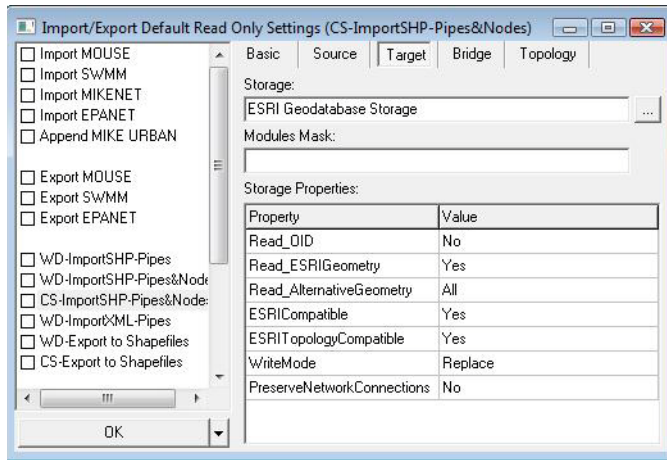 Import/Export Default Read Only Settings (CS-ImportSHP-Pipes&Nodes)
Import MOUSE
Import SWMM
Import MIKENET
Import EPANET
Append MIKE URBAN
Export MOUSE
Export SWMM
Export EPANET
WD-ImportSHP-Pipes
WD-ImportSHP-Pipes&Node
CS-ImportSHP-Pipes&Node
WD-ImportXML-Pipes
WD-Export to Shapefiles
CS-Export to Shapefiles
OK
Basic Source Target Bridge Topology
Storage:
ESRI Geodatabase Storage
...
Modules Mask:
Storage Properties:
Property Value
Read_OID No
Read_ESRIGeometry Yes
Read_AlternativeGeometry All
ESRICompatible Yes
ESRITopologyCompatible Yes
WriteMode Replace
PreserveNetworkConnections No